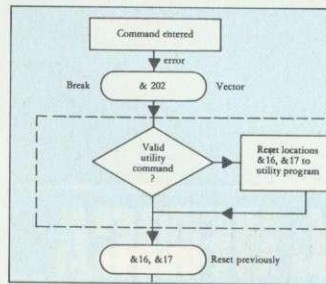 Command entered
error
Break
& 202
Vector
Valid
utility
command
?
Reset locations
&16, &17 to
utility program
&16, &17
Reset previously